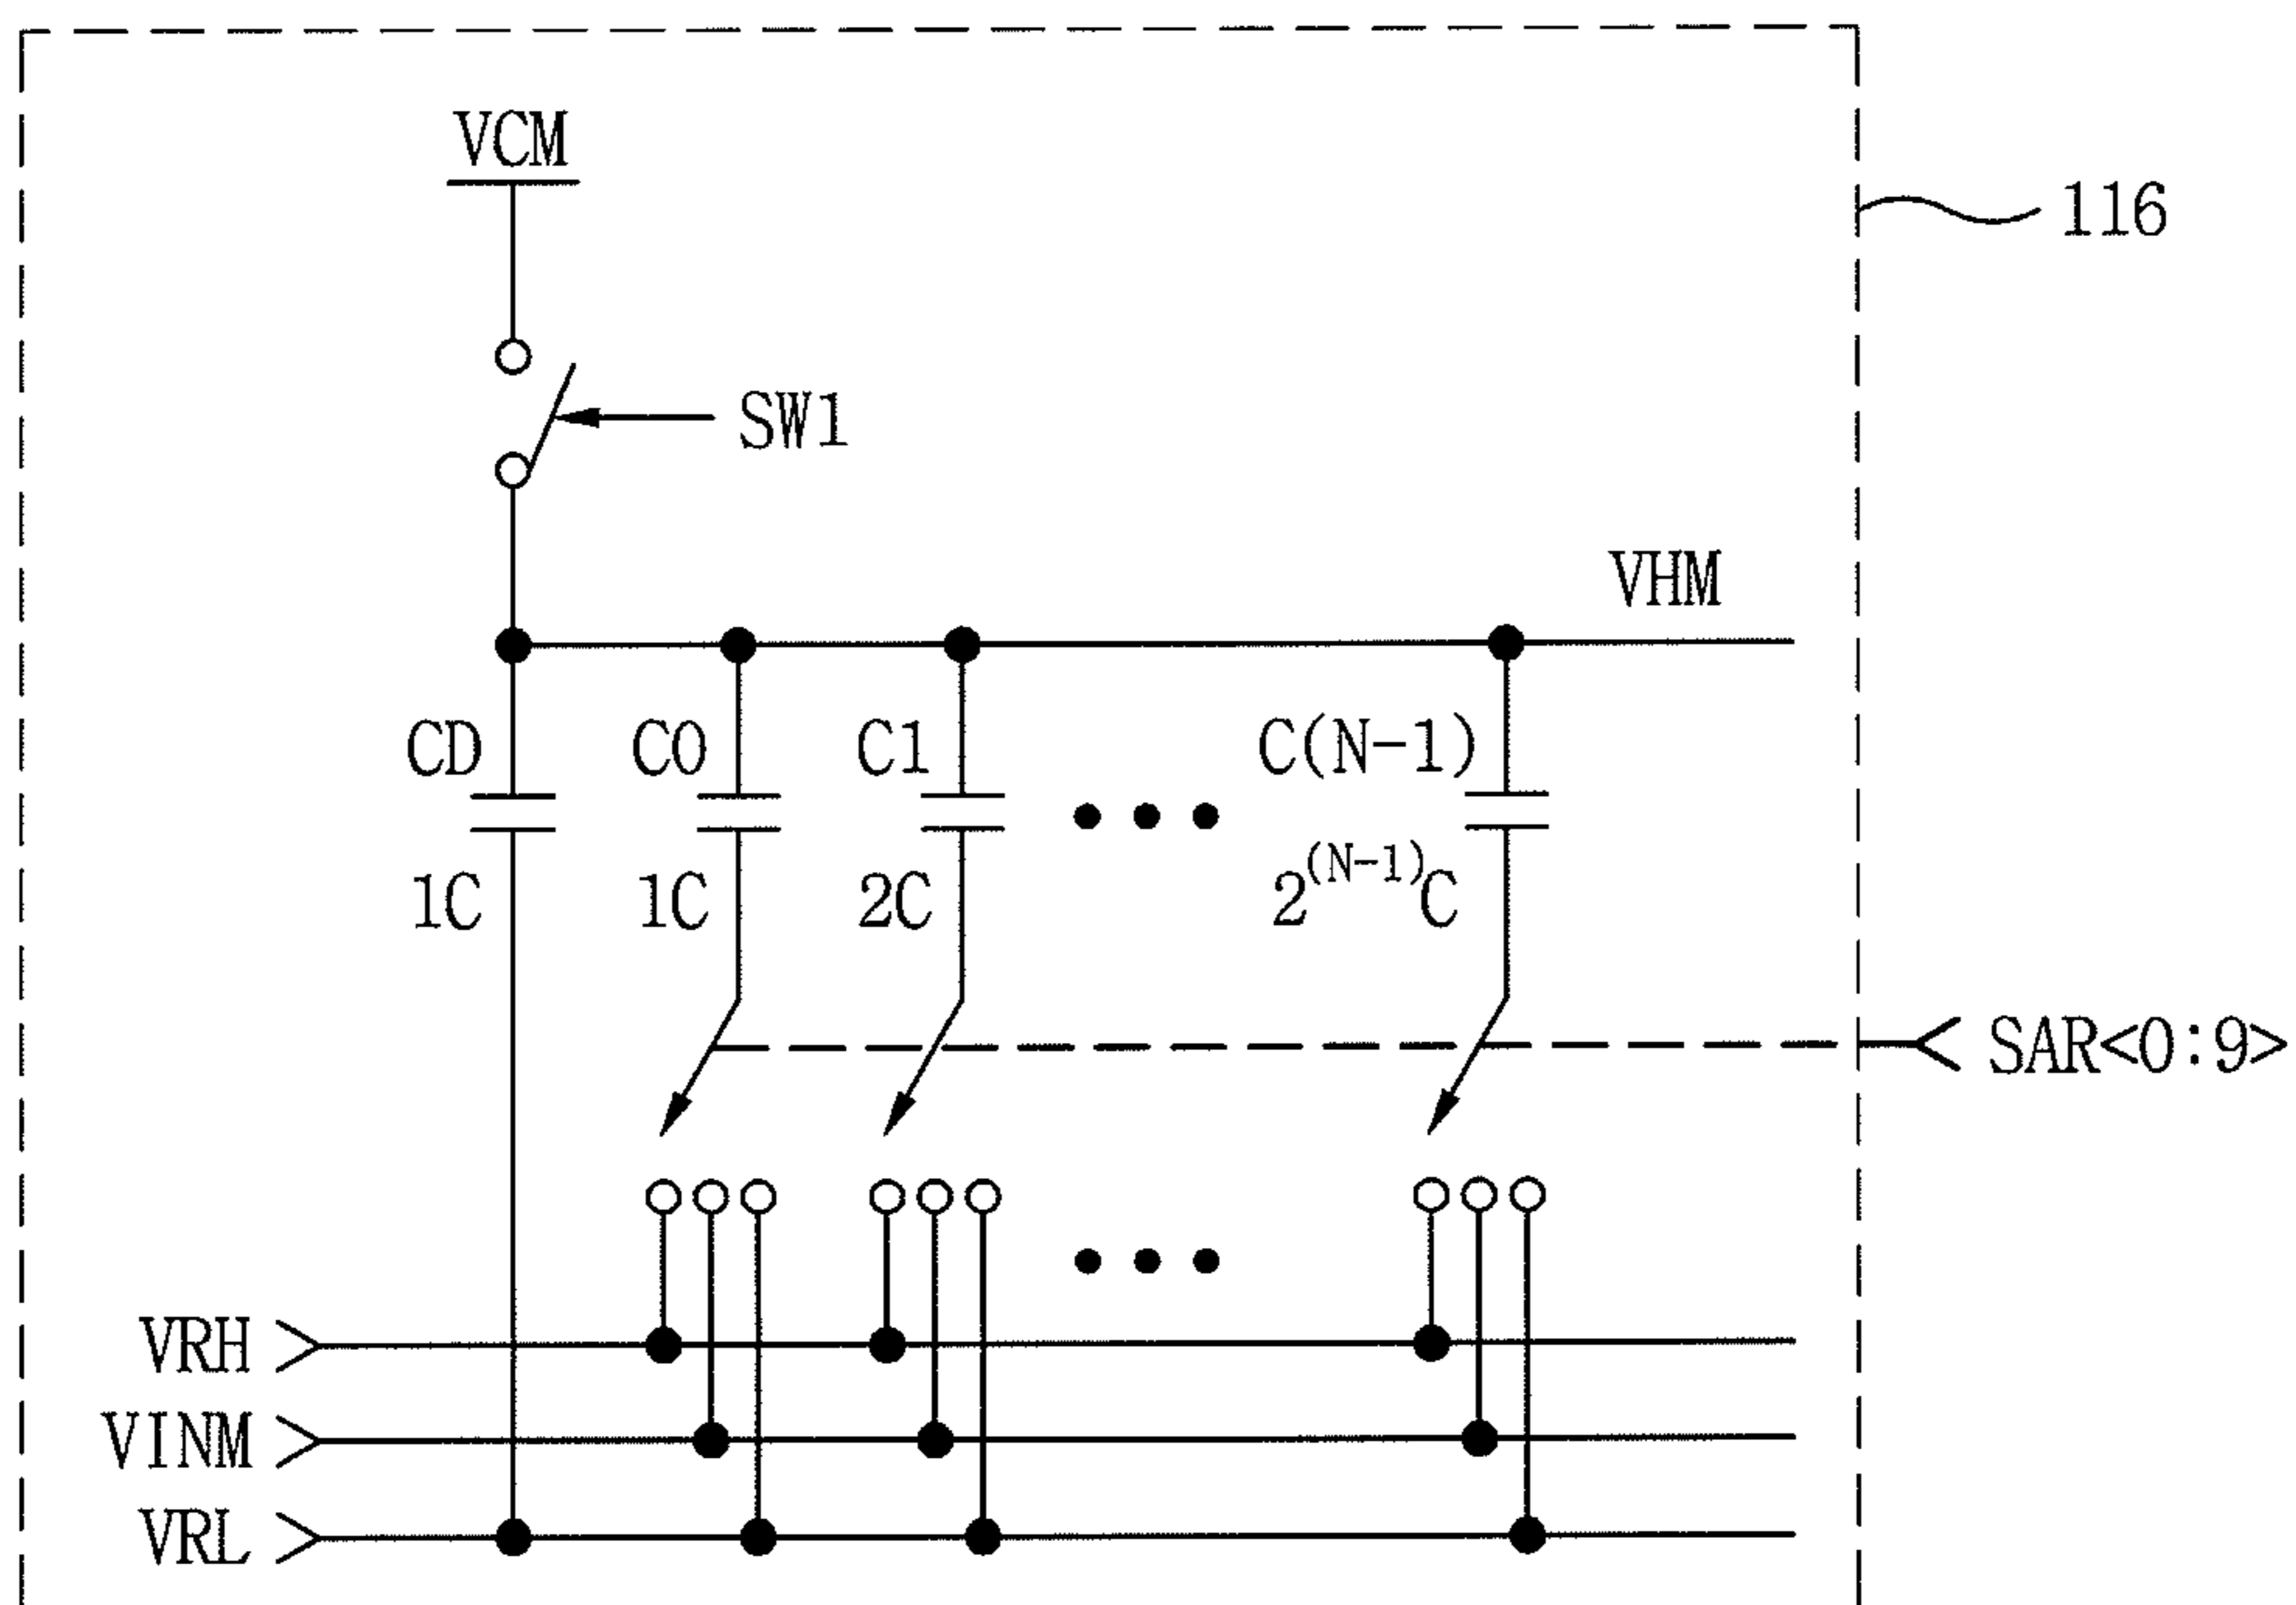 VCM
116
SW1
VHM
CD C0 C1 C(N-1)
1C 1C 2C 2^(N-1)C
SAR<0:9>
VRH
VINM
VRL